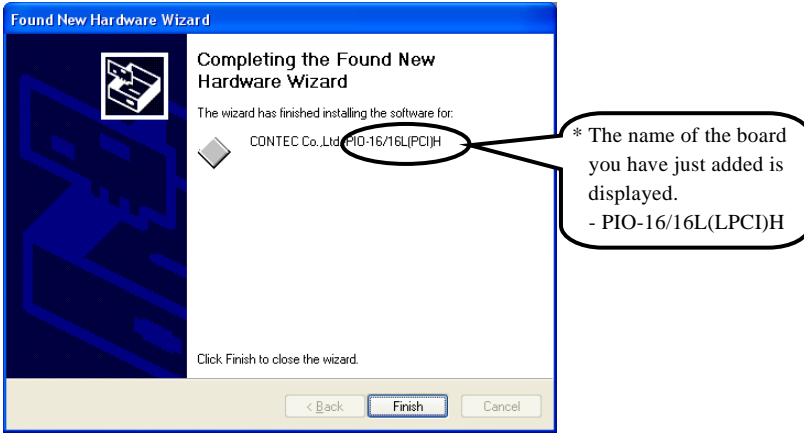 Found New Hardware Wizard
Completing the Found New
Hardware Wizard
The wizard has finished installing the software for:
CONTEC Co.,Ltd. PIO-16/16L(PCI)H
Click Finish to close the wizard.
< Back
Finish
Cancel
* The name of the board
you have just added is
displayed.
- PIO-16/16L(LPCI)H